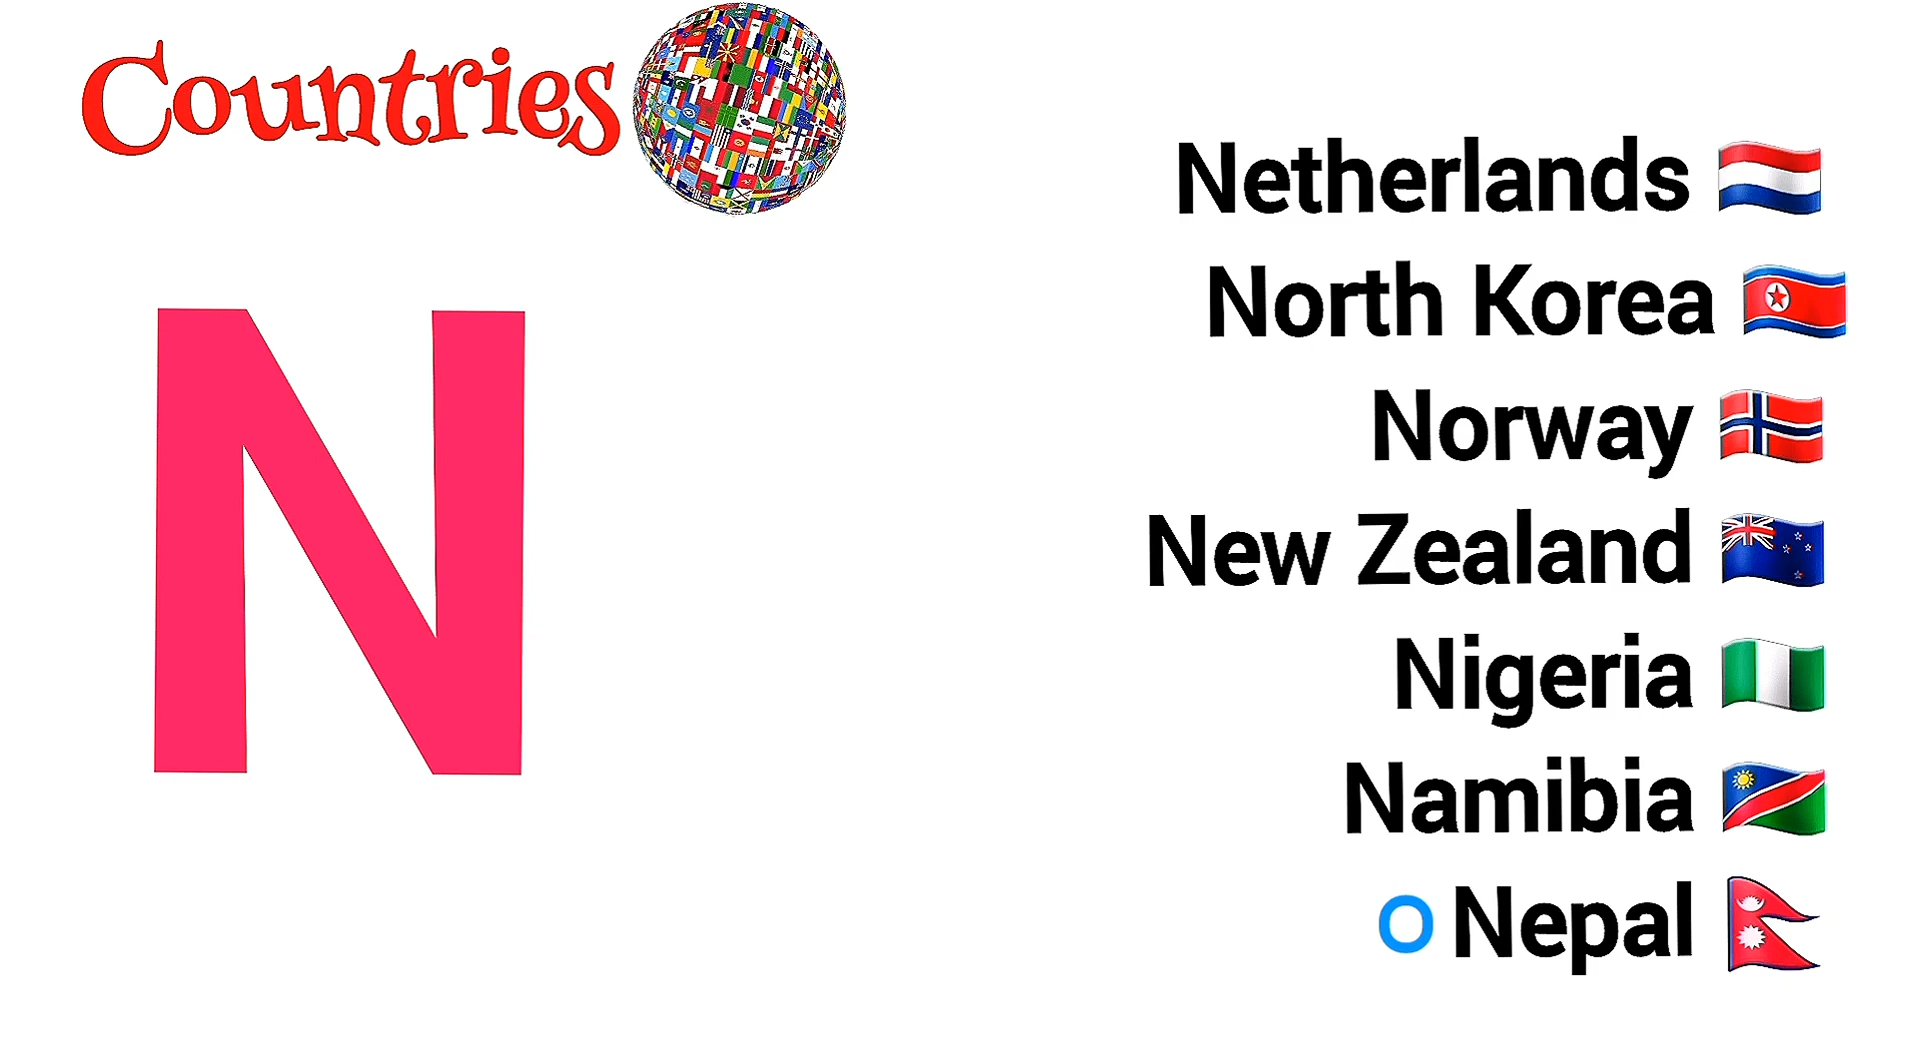 Countries
N
Netherlands 🇳🇱
North Korea 🇰🇵
Norway 🇳🇴
New Zealand 🇳🇿
Nigeria 🇳🇬
Namibia 🇳🇦
O Nepal 🇳🇵